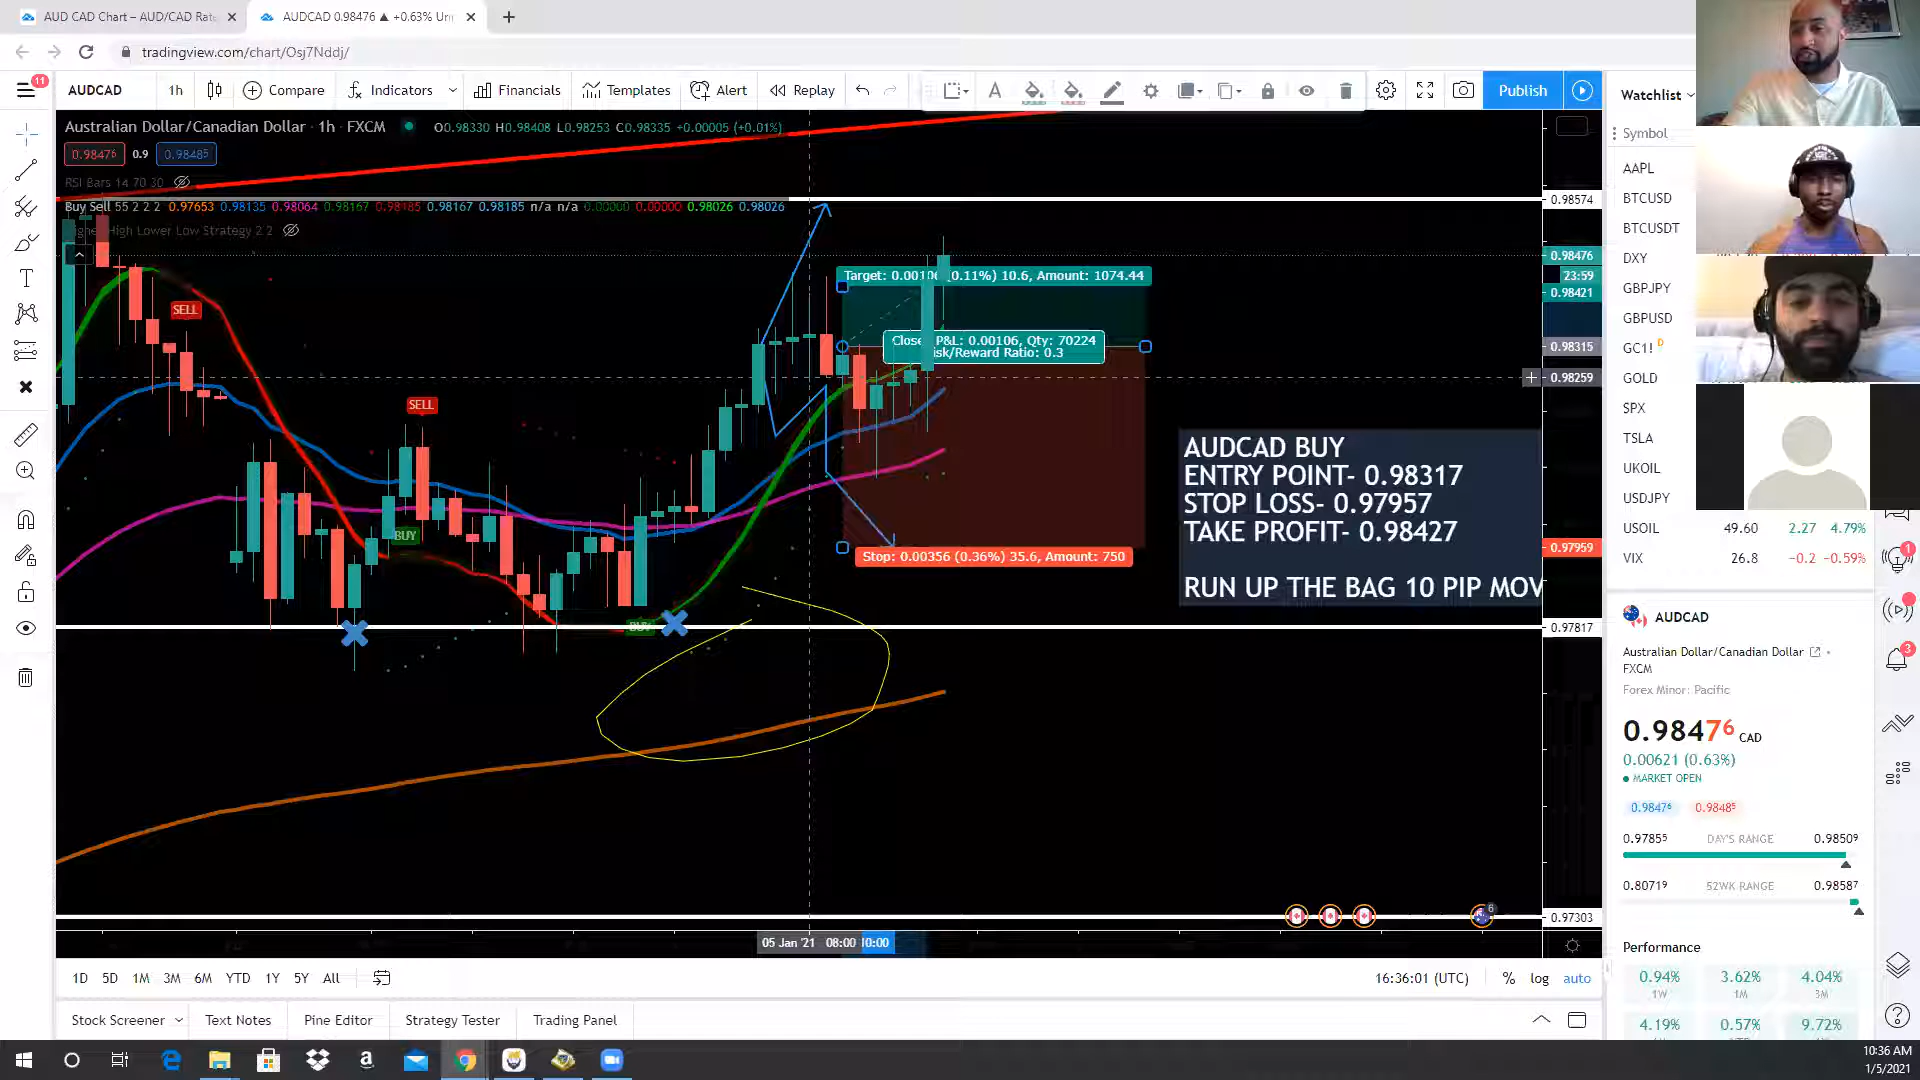 AUD CAD Chart – AUD/CAD Rate
AUDCAD 0.98476 ▲ +0.63% Un
tradingview.com/chart/Osj7Nddj/
11
AUDCAD
1h
Compare
Indicators
Financials
Templates
Alert
Replay
Publish
Australian Dollar/Canadian Dollar · 1h · FXCM
O0.98330 H0.98408 L0.98253 C0.98335 +0.00005 (+0.01%)
0.98476
0.9
0.98485
RSI Bars 14 70 30
Buy Sell 55 2 2 2 0.97653 0.98135 0.98064 0.98167 0.98185 0.98167 0.98185 n/a n/a 0.00000 0.00000 0.98026 0.98026
High Lower Low Strategy 2 2
SELL
SELL
BUY
BUY
Target: 0.00106 (0.11%) 10.6, Amount: 1074.44
P&L: 0.00106, Qty: 70224
Risk/Reward Ratio: 0.3
Stop: 0.00356 (0.36%) 35.6, Amount: 750
AUDCAD BUY
ENTRY POINT- 0.98317
STOP LOSS- 0.97957
TAKE PROFIT- 0.98427
RUN UP THE BAG 10 PIP MOV
0.98574
0.98476
23:59
0.98421
0.98315
0.98259
0.97959
0.97817
0.97303
6
05 Jan '21 08:00
10:00
1D
5D
1M
3M
6M
YTD
1Y
5Y
All
16:36:01 (UTC)
%
log
auto
Stock Screener
Text Notes
Pine Editor
Strategy Tester
Trading Panel
Watchlist
Symbol
AAPL
BTCUSD
BTCUSDT
DXY
GBPJPY
GBPUSD
GC1! D
GOLD
SPX
TSLA
UKOIL
USDJPY
USOIL 49.60 2.27 4.79%
VIX 26.8 −0.2 −0.59%
1
3
AUDCAD
Australian Dollar/Canadian Dollar
FXCM
Forex Minor: Pacific
0.98476 CAD
0.00621 (0.63%)
MARKET OPEN
0.98476
0.98485
0.97855 DAY'S RANGE 0.98509
0.80719 52WK RANGE 0.98587
Performance
0.94% 3.62% 4.04%
1W 1M 3M
4.19% 0.57% 9.72%
10:36 AM
1/5/2021